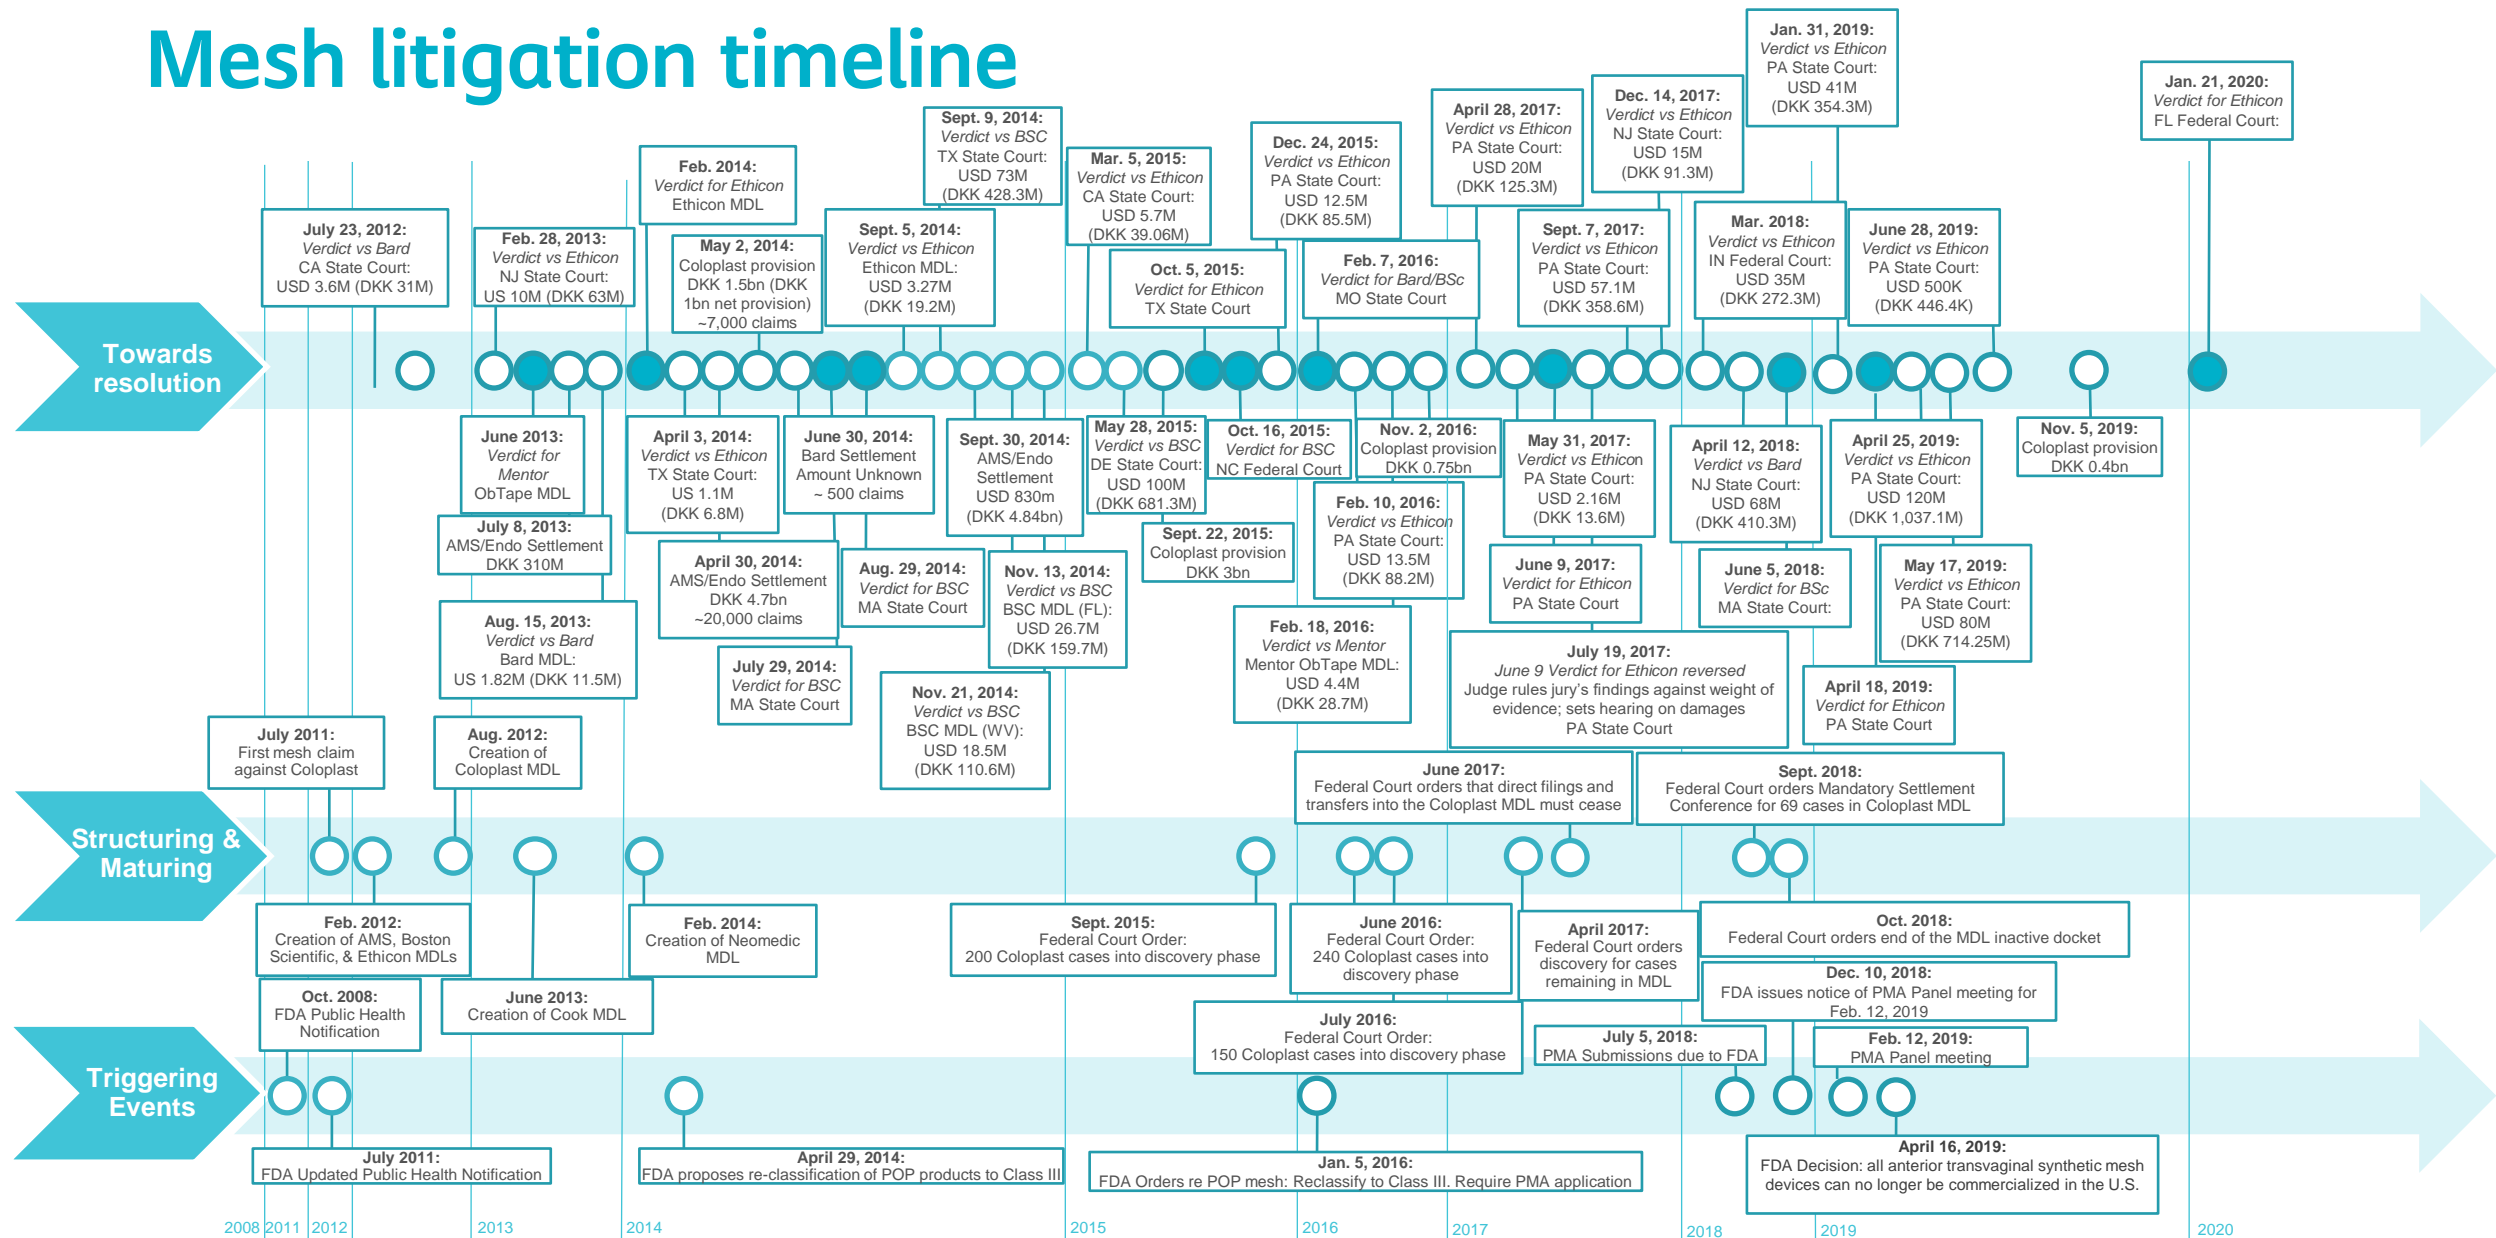 Mesh litigation timeline
Towards
resolution
July 23, 2012:
Verdict vs Bard
CA State Court:
USD 3.6M (DKK 31M)
Feb. 28, 2013:
Verdict vs Ethicon
NJ State Court:
US 10M (DKK 63M)
Feb. 2014:
Verdict for Ethicon
Ethicon MDL
May 2, 2014:
Coloplast provision
DKK 1.5bn (DKK
1bn net provision)
~7,000 claims
Sept. 5, 2014:
Verdict vs Ethicon
Ethicon MDL:
USD 3.27M
(DKK 19.2M)
Sept. 9, 2014:
Verdict vs BSC
TX State Court:
USD 73M
(DKK 428.3M)
Mar. 5, 2015:
Verdict vs Ethicon
CA State Court:
USD 5.7M
(DKK 39.06M)
Oct. 5, 2015:
Verdict for Ethicon
TX State Court
Dec. 24, 2015:
Verdict vs Ethicon
PA State Court:
USD 12.5M
(DKK 85.5M)
Feb. 7, 2016:
Verdict for Bard/BSc
MO State Court
April 28, 2017:
Verdict vs Ethicon
PA State Court:
USD 20M
(DKK 125.3M)
Sept. 7, 2017:
Verdict vs Ethicon
PA State Court:
USD 57.1M
(DKK 358.6M)
Dec. 14, 2017:
Verdict vs Ethicon
NJ State Court:
USD 15M
(DKK 91.3M)
Mar. 2018:
Verdict vs Ethicon
IN Federal Court:
USD 35M
(DKK 272.3M)
Jan. 31, 2019:
Verdict vs Ethicon
PA State Court:
USD 41M
(DKK 354.3M)
June 28, 2019:
Verdict vs Ethicon
PA State Court:
USD 500K
(DKK 446.4K)
Jan. 21, 2020:
Verdict for Ethicon
FL Federal Court:
June 2013:
Verdict for
Mentor
ObTape MDL
July 8, 2013:
AMS/Endo Settlement
DKK 310M
Aug. 15, 2013:
Verdict vs Bard
Bard MDL:
US 1.82M (DKK 11.5M)
April 3, 2014:
Verdict vs Ethicon
TX State Court:
US 1.1M
(DKK 6.8M)
April 30, 2014:
AMS/Endo Settlement
DKK 4.7bn
~20,000 claims
June 30, 2014:
Bard Settlement
Amount Unknown
~ 500 claims
July 29, 2014:
Verdict for BSC
MA State Court
Aug. 29, 2014:
Verdict for BSC
MA State Court
Sept. 30, 2014:
AMS/Endo
Settlement
USD 830m
(DKK 4.84bn)
Nov. 13, 2014:
Verdict vs BSC
BSC MDL (FL):
USD 26.7M
(DKK 159.7M)
Nov. 21, 2014:
Verdict vs BSC
BSC MDL (WV):
USD 18.5M
(DKK 110.6M)
May 28, 2015:
Verdict vs BSC
DE State Court:
USD 100M
(DKK 681.3M)
Sept. 22, 2015:
Coloplast provision
DKK 3bn
Oct. 16, 2015:
Verdict for BSC
NC Federal Court
Feb. 10, 2016:
Verdict vs Ethicon
PA State Court:
USD 13.5M
(DKK 88.2M)
Feb. 18, 2016:
Verdict vs Mentor
Mentor ObTape MDL:
USD 4.4M
(DKK 28.7M)
Nov. 2, 2016:
Coloplast provision
DKK 0.75bn
May 31, 2017:
Verdict vs Ethicon
PA State Court:
USD 2.16M
(DKK 13.6M)
June 9, 2017:
Verdict for Ethicon
PA State Court
July 19, 2017:
June 9 Verdict for Ethicon reversed
Judge rules jury's findings against weight of
evidence; sets hearing on damages
PA State Court
April 12, 2018:
Verdict vs Bard
NJ State Court:
USD 68M
(DKK 410.3M)
June 5, 2018:
Verdict for BSc
MA State Court:
April 25, 2019:
Verdict vs Ethicon
PA State Court:
USD 120M
(DKK 1,037.1M)
May 17, 2019:
Verdict vs Ethicon
PA State Court:
USD 80M
(DKK 714.25M)
April 18, 2019:
Verdict for Ethicon
PA State Court
Nov. 5, 2019:
Coloplast provision
DKK 0.4bn
Structuring &
Maturing
July 2011:
First mesh claim
against Coloplast
Aug. 2012:
Creation of
Coloplast MDL
June 2017:
Federal Court orders that direct filings and
transfers into the Coloplast MDL must cease
Sept. 2018:
Federal Court orders Mandatory Settlement
Conference for 69 cases in Coloplast MDL
Feb. 2012:
Creation of AMS, Boston
Scientific, & Ethicon MDLs
June 2013:
Creation of Cook MDL
Feb. 2014:
Creation of Neomedic
MDL
Sept. 2015:
Federal Court Order:
200 Coloplast cases into discovery phase
June 2016:
Federal Court Order:
240 Coloplast cases into
discovery phase
July 2016:
Federal Court Order:
150 Coloplast cases into discovery phase
April 2017:
Federal Court orders
discovery for cases
remaining in MDL
Oct. 2018:
Federal Court orders end of the MDL inactive docket
Triggering
Events
Oct. 2008:
FDA Public Health
Notification
July 5, 2018:
PMA Submissions due to FDA
Dec. 10, 2018:
FDA issues notice of PMA Panel meeting for
Feb. 12, 2019
Feb. 12, 2019:
PMA Panel meeting
July 2011:
FDA Updated Public Health Notification
April 29, 2014:
FDA proposes re-classification of POP products to Class III
Jan. 5, 2016:
FDA Orders re POP mesh: Reclassify to Class III. Require PMA application
April 16, 2019:
FDA Decision: all anterior transvaginal synthetic mesh
devices can no longer be commercialized in the U.S.
2008 2011 2012 2013 2014 2015 2016 2017 2018 2019 2020